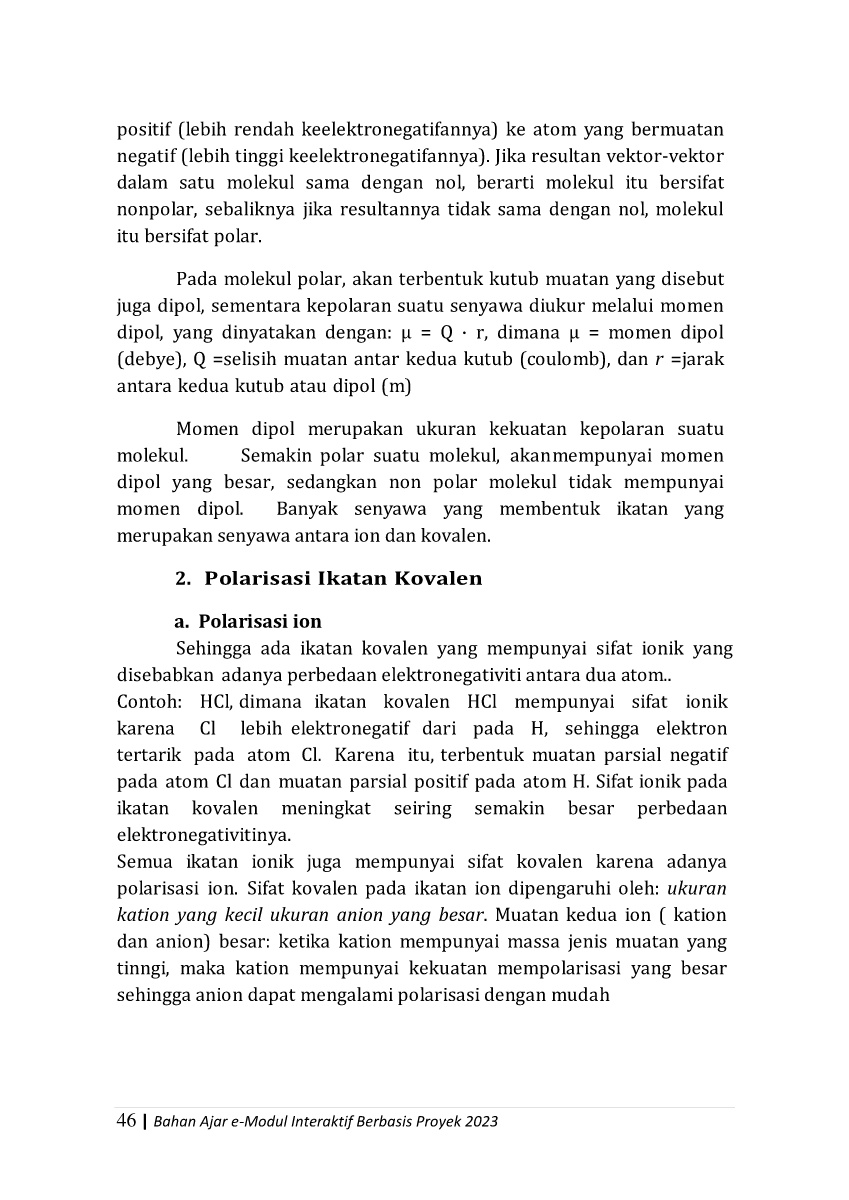 positif (lebih rendah keelektronegatifannya) ke atom yang bermuatan
negatif (lebih tinggi keelektronegatifannya). Jika resultan vektor-vektor
dalam satu molekul sama dengan nol, berarti molekul itu bersifat
nonpolar, sebaliknya jika resultannya tidak sama dengan nol, molekul
itu bersifat polar.
Pada molekul polar, akan terbentuk kutub muatan yang disebut
juga dipol, sementara kepolaran suatu senyawa diukur melalui momen
dipol, yang dinyatakan dengan: μ = Q · r, dimana μ = momen dipol
(debye), Q =selisih muatan antar kedua kutub (coulomb), dan r =jarak
antara kedua kutub atau dipol (m)
Momen dipol merupakan ukuran kekuatan kepolaran suatu
molekul. Semakin polar suatu molekul, akanmempunyai momen
dipol yang besar, sedangkan non polar molekul tidak mempunyai
momen dipol. Banyak senyawa yang membentuk ikatan yang
merupakan senyawa antara ion dan kovalen.
2. Polarisasi Ikatan Kovalen
a. Polarisasi ion
Sehingga ada ikatan kovalen yang mempunyai sifat ionik yang
disebabkan adanya perbedaan elektronegativiti antara dua atom..
Contoh: HCl, dimana ikatan kovalen HCl mempunyai sifat ionik
karena Cl lebih elektronegatif dari pada H, sehingga elektron
tertarik pada atom Cl. Karena itu, terbentuk muatan parsial negatif
pada atom Cl dan muatan parsial positif pada atom H. Sifat ionik pada
ikatan kovalen meningkat seiring semakin besar perbedaan
elektronegativitinya.
Semua ikatan ionik juga mempunyai sifat kovalen karena adanya
polarisasi ion. Sifat kovalen pada ikatan ion dipengaruhi oleh: ukuran
kation yang kecil ukuran anion yang besar. Muatan kedua ion ( kation
dan anion) besar: ketika kation mempunyai massa jenis muatan yang
tinngi, maka kation mempunyai kekuatan mempolarisasi yang besar
sehingga anion dapat mengalami polarisasi dengan mudah
46 | Bahan Ajar e-Modul Interaktif Berbasis Proyek 2023